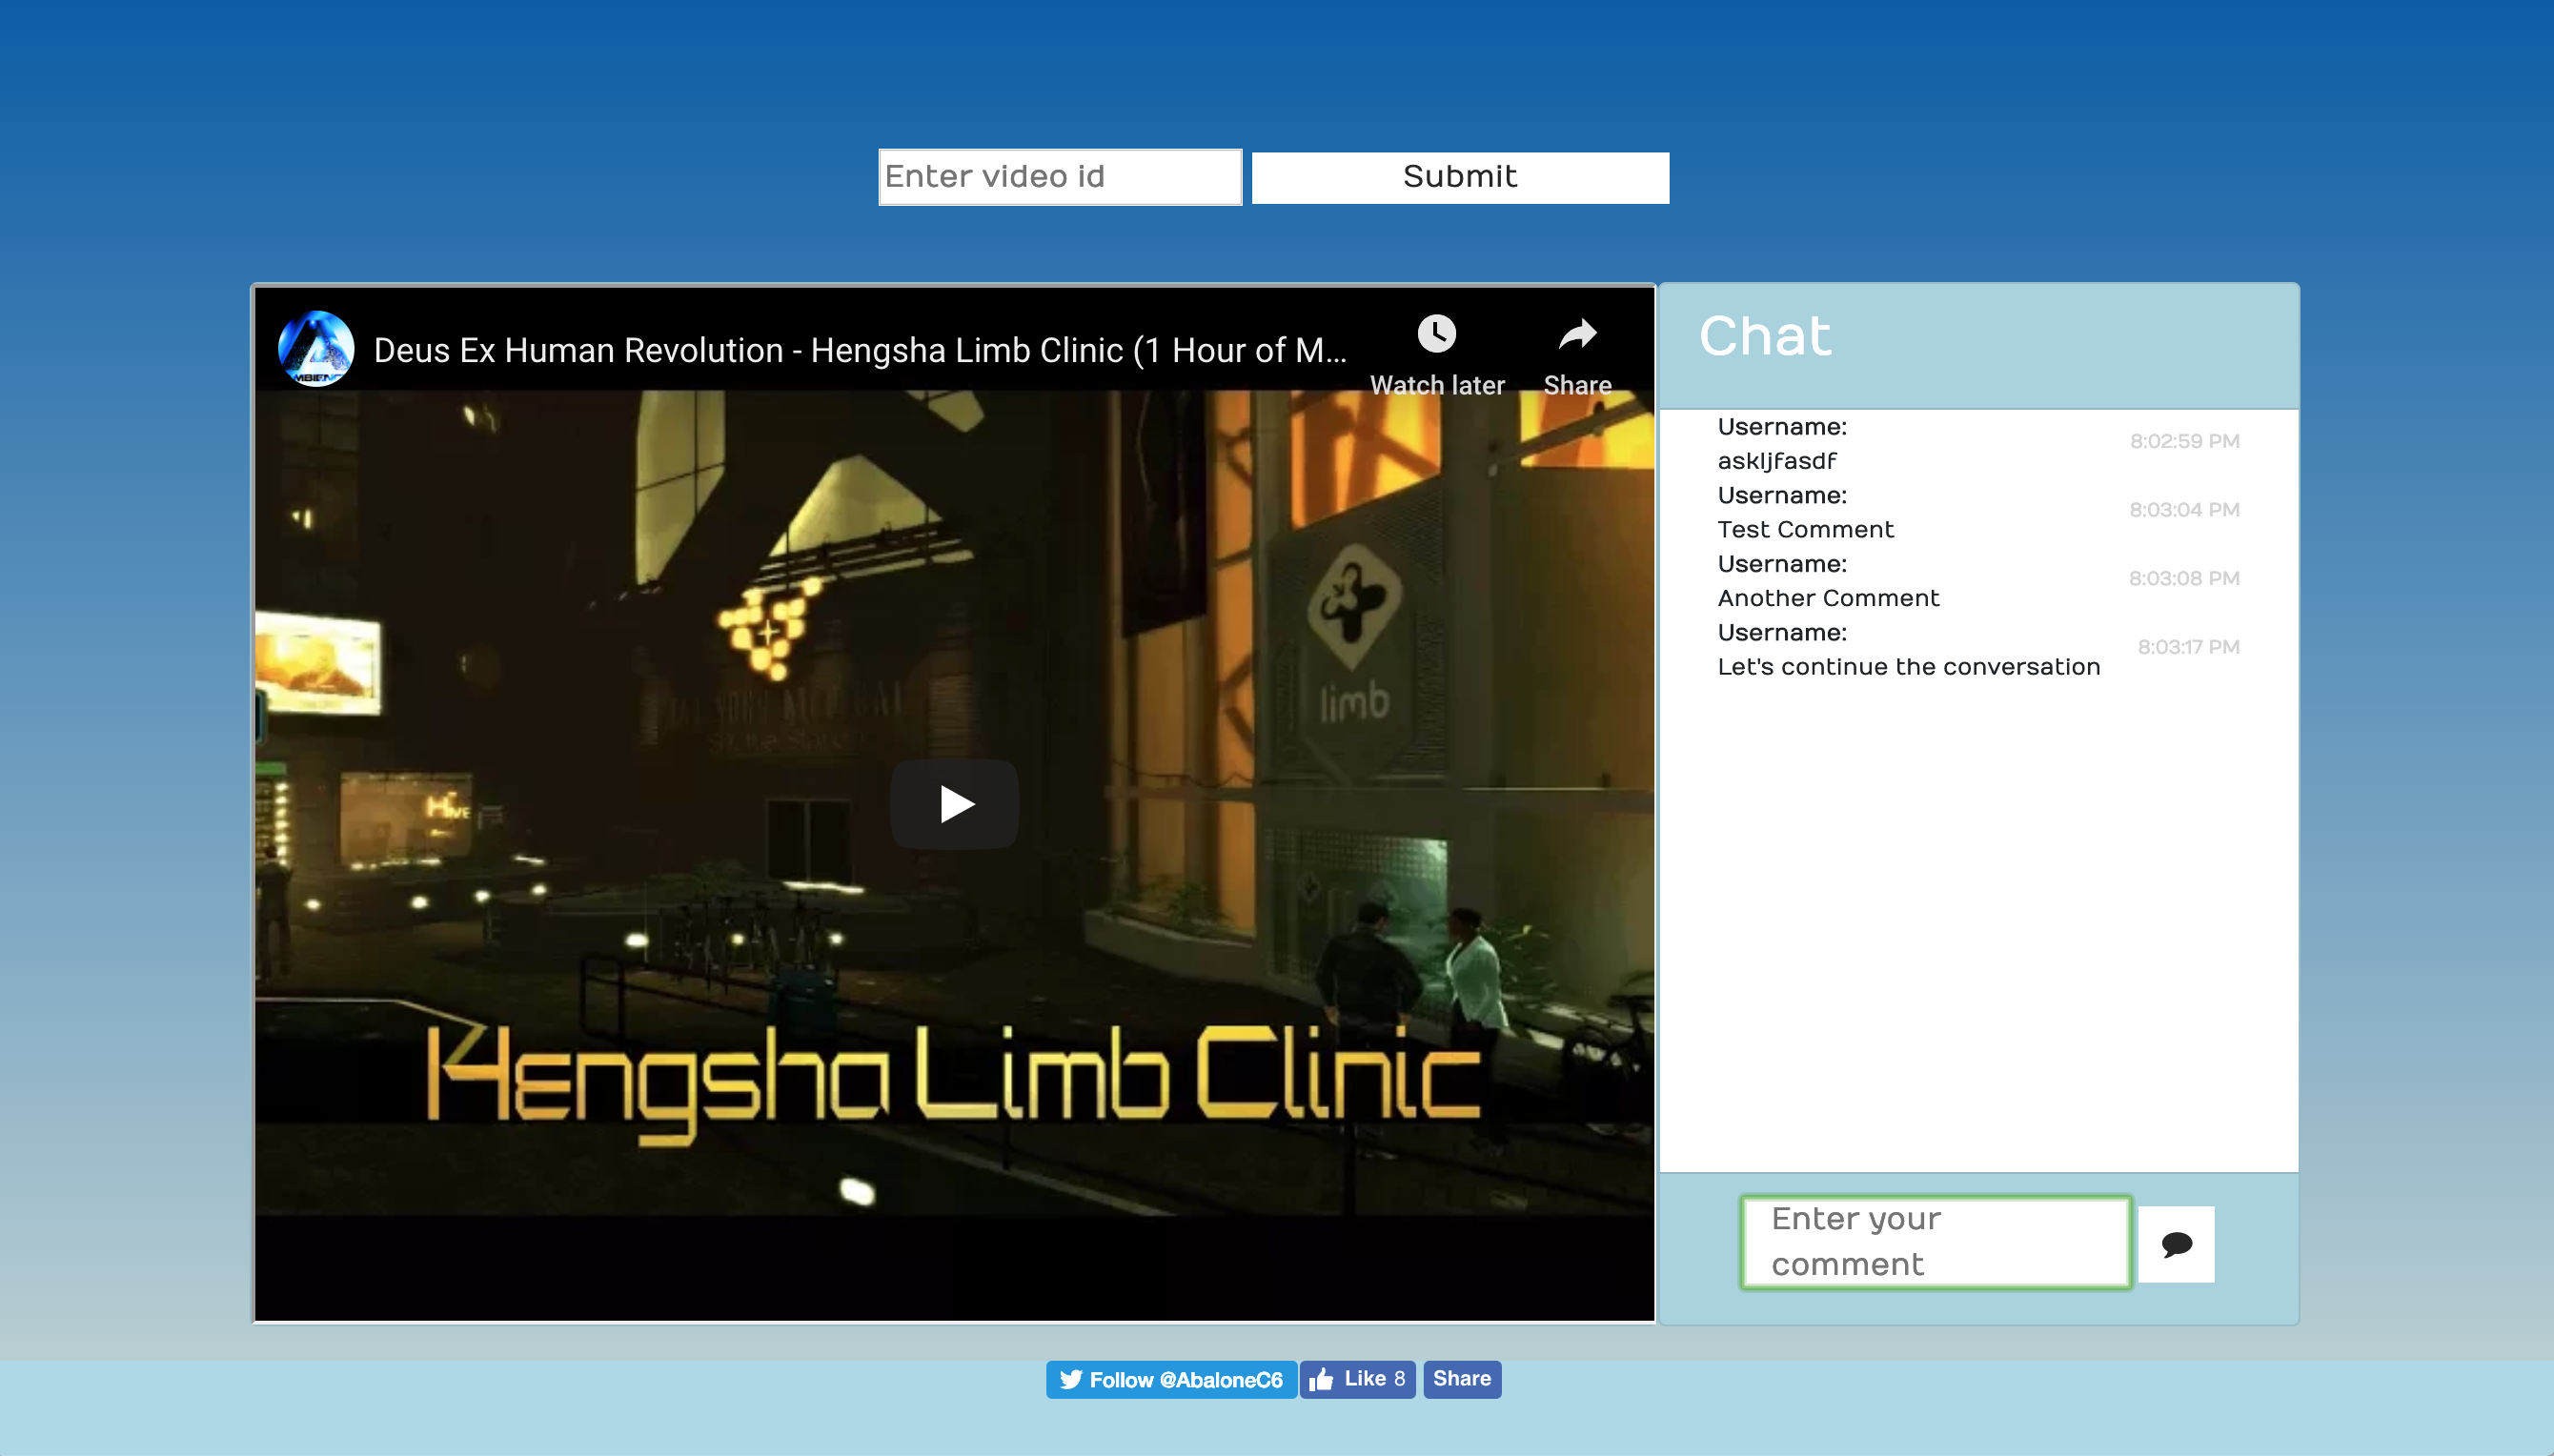 Enter video id
Submit
Deus Ex Human Revolution - Hengsha Limb Clinic (1 Hour of M...
Watch later
Share
limb
Hengsha Limb Clinic
Chat
Username:
8:02:59 PM
askljfasdf
Username:
8:03:04 PM
Test Comment
Username:
8:03:08 PM
Another Comment
Username:
8:03:17 PM
Let's continue the conversation
Enter your
comment
Follow @AbaloneC6
Like 8
Share